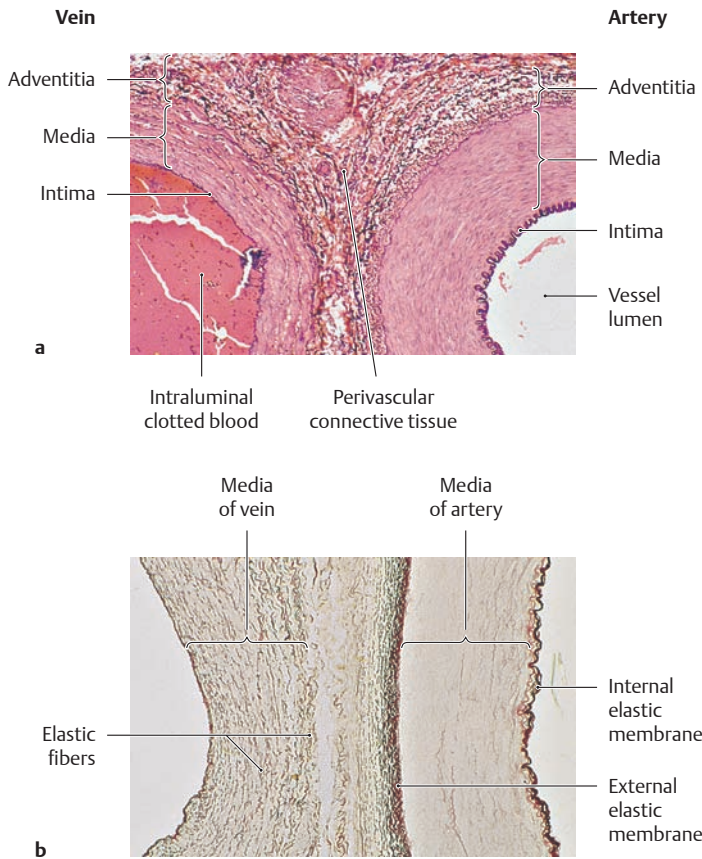 Vein
Artery
Adventitia
Adventitia
Media
Media
Intima
Intima
Vessel
lumen
a
Intraluminal
clotted blood
Perivascular
connective tissue
Media
of vein
Media
of artery
Internal
elastic
membrane
Elastic
fibers
External
elastic
membrane
b